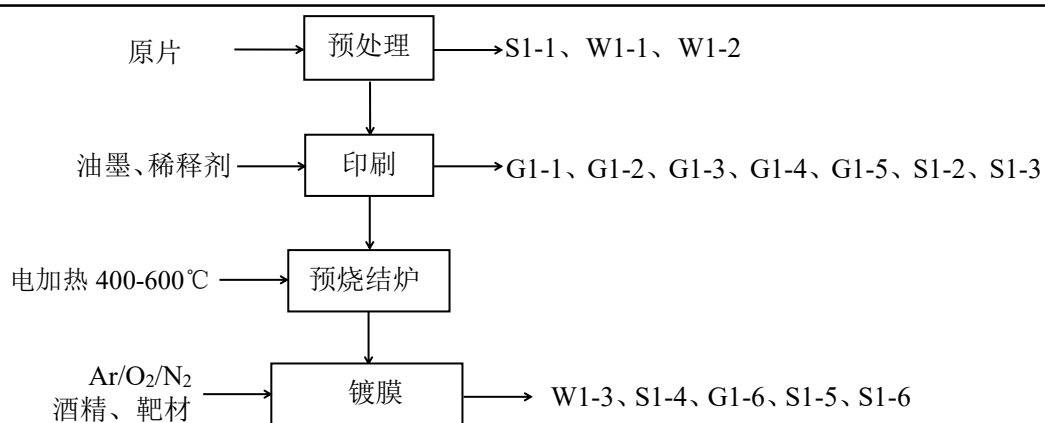 原片 预处理 S1-1、W1-1、W1-2
油墨、稀释剂 印刷 G1-1、G1-2、G1-3、G1-4、G1-5、S1-2、S1-3
电加热 400-600℃ 预烧结炉
Ar/O₂/N₂
酒精、靶材 镀膜 W1-3、S1-4、G1-6、S1-5、S1-6